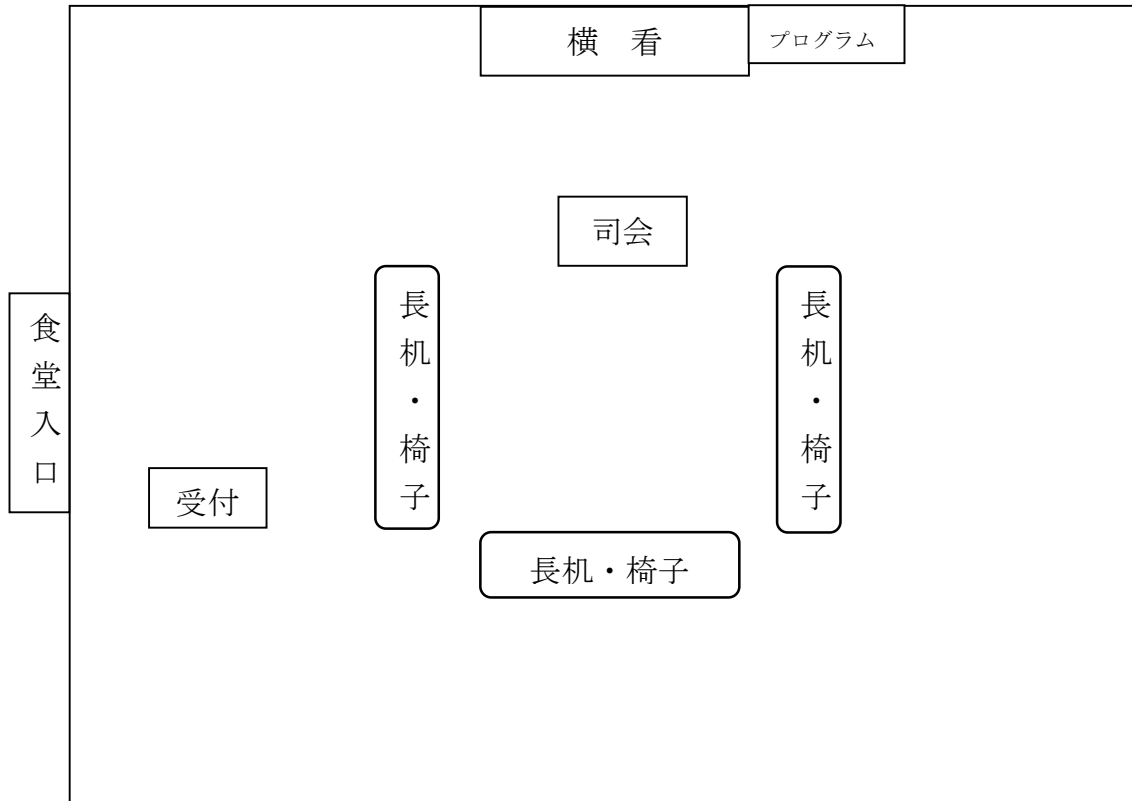 横　看
プログラム
司会
長机・椅子
長机・椅子
食堂入口
受付
長机・椅子